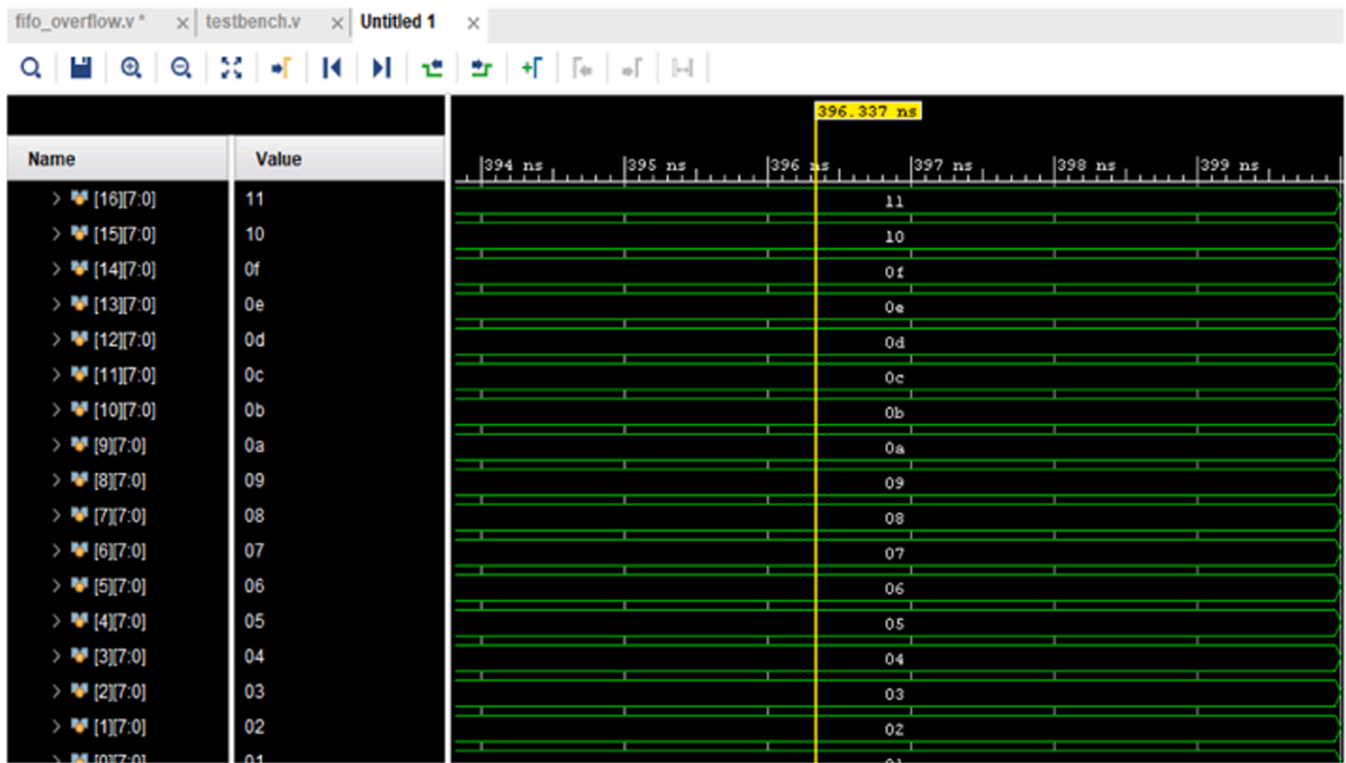 fifo_overflow.v * × testbench.v × Untitled 1 ×
396.337 ns
Name Value 394 ns 395 ns 396 ns 397 ns 398 ns 399 ns
[16][7:0] 11 11
[15][7:0] 10 10
[14][7:0] 0f 0f
[13][7:0] 0e 0e
[12][7:0] 0d 0d
[11][7:0] 0c 0c
[10][7:0] 0b 0b
[9][7:0] 0a 0a
[8][7:0] 09 09
[7][7:0] 08 08
[6][7:0] 07 07
[5][7:0] 06 06
[4][7:0] 05 05
[3][7:0] 04 04
[2][7:0] 03 03
[1][7:0] 02 02
[0][7:0] 01 01